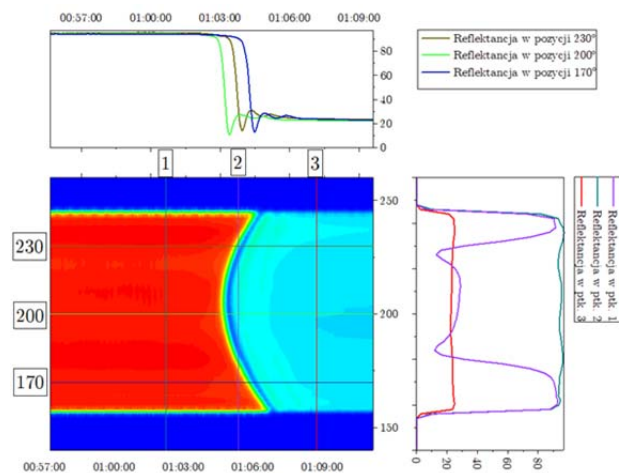 00:57:00 01:00:00 01:03:00 01:06:00 01:09:00
80
60
40
20
0
Reflektancja w pozycji 230°
Reflektancja w pozycji 200°
Reflektancja w pozycji 170°
1 2 3
230
200
170
260
250
200
150
140
00:57:00 01:00:00 01:03:00 01:06:00 01:09:00
0 20 40 60 80
Reflektancja w ptk. 1
Reflektancja w ptk. 2
Reflektancja w ptk. 3